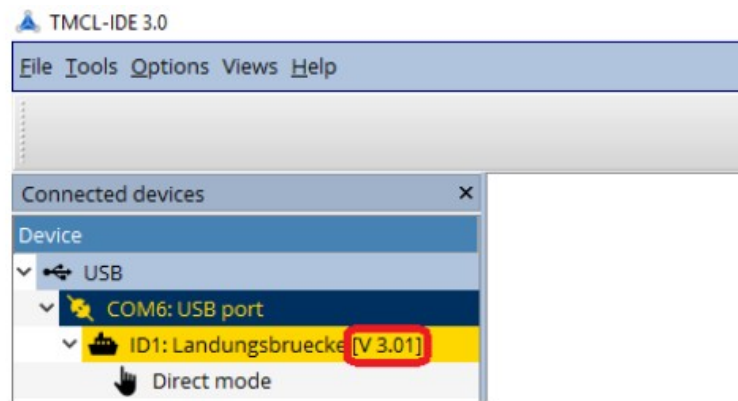 TMCL-IDE 3.0
File Tools Options Views Help
Connected devices ×
Device
USB
COM6: USB port
ID1: Landungsbruecke [V 3.01]
Direct mode